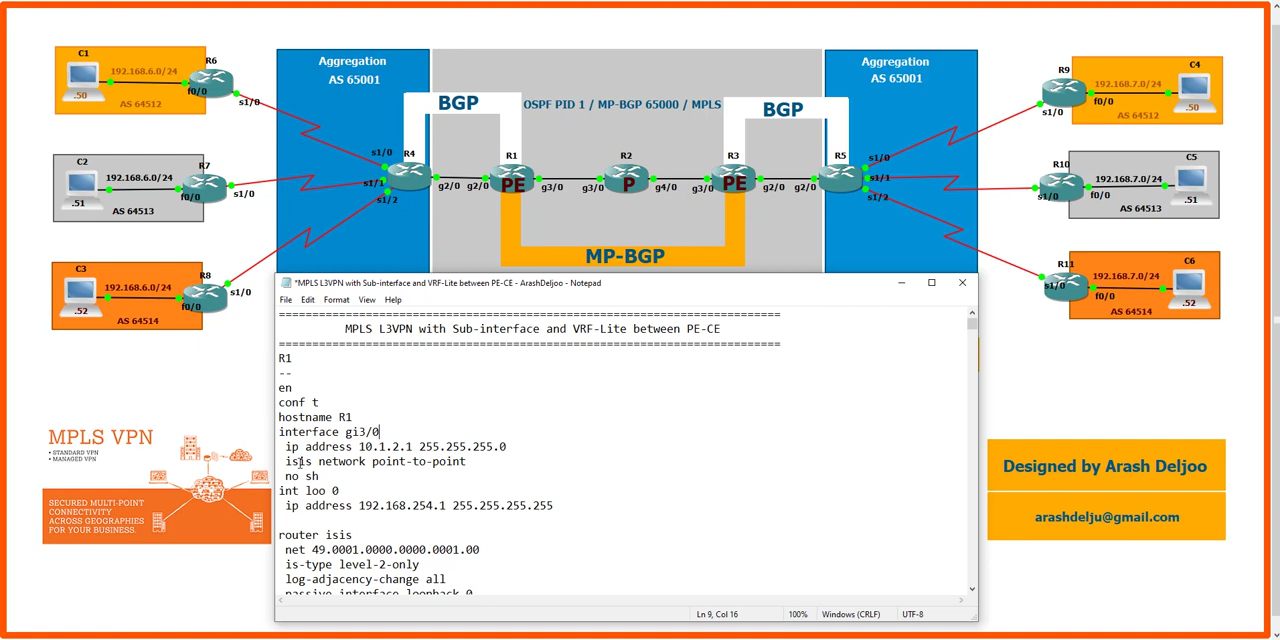 C1
192.168.6.0/24
.50
AS 64512
f0/0
R6
s1/0
C2
192.168.6.0/24
.51
AS 64513
f0/0
R7
s1/0
C3
192.168.6.0/24
.52
AS 64514
f0/0
R8
s1/0
Aggregation
AS 65001
s1/0
s1/1
s1/2
R4
g2/0
BGP
OSPF PID 1 / MP-BGP 65000 / MPLS
BGP
g2/0
R1
PE
g3/0
g3/0
R2
P
g4/0
g3/0
R3
PE
g2/0
MP-BGP
Aggregation
AS 65001
g2/0
R5
s1/0
s1/1
s1/2
R9
s1/0
f0/0
192.168.7.0/24
AS 64512
C4
.50
R10
s1/0
f0/0
192.168.7.0/24
AS 64513
C5
.51
R11
s1/0
f0/0
192.168.7.0/24
AS 64514
C6
.52
*MPLS L3VPN with Sub-interface and VRF-Lite between PE-CE - ArashDeljoo - Notepad
File Edit Format View Help
==========================================================================
MPLS L3VPN with Sub-interface and VRF-Lite between PE-CE
==========================================================================
R1
--
en
conf t
hostname R1
interface gi3/0
ip address 10.1.2.1 255.255.255.0
isis network point-to-point
no sh
int loo 0
ip address 192.168.254.1 255.255.255.255
router isis
net 49.0001.0000.0000.0001.00
is-type level-2-only
log-adjacency-change all
passive interface loopback 0
Ln 9, Col 16
100%
Windows (CRLF)
UTF-8
MPLS VPN
• STANDARD VPN
• MANAGED VPN
SECURED MULTI-POINT
CONNECTIVITY
ACROSS GEOGRAPHIES
FOR YOUR BUSINESS.
Designed by Arash Deljoo
arashdelju@gmail.com